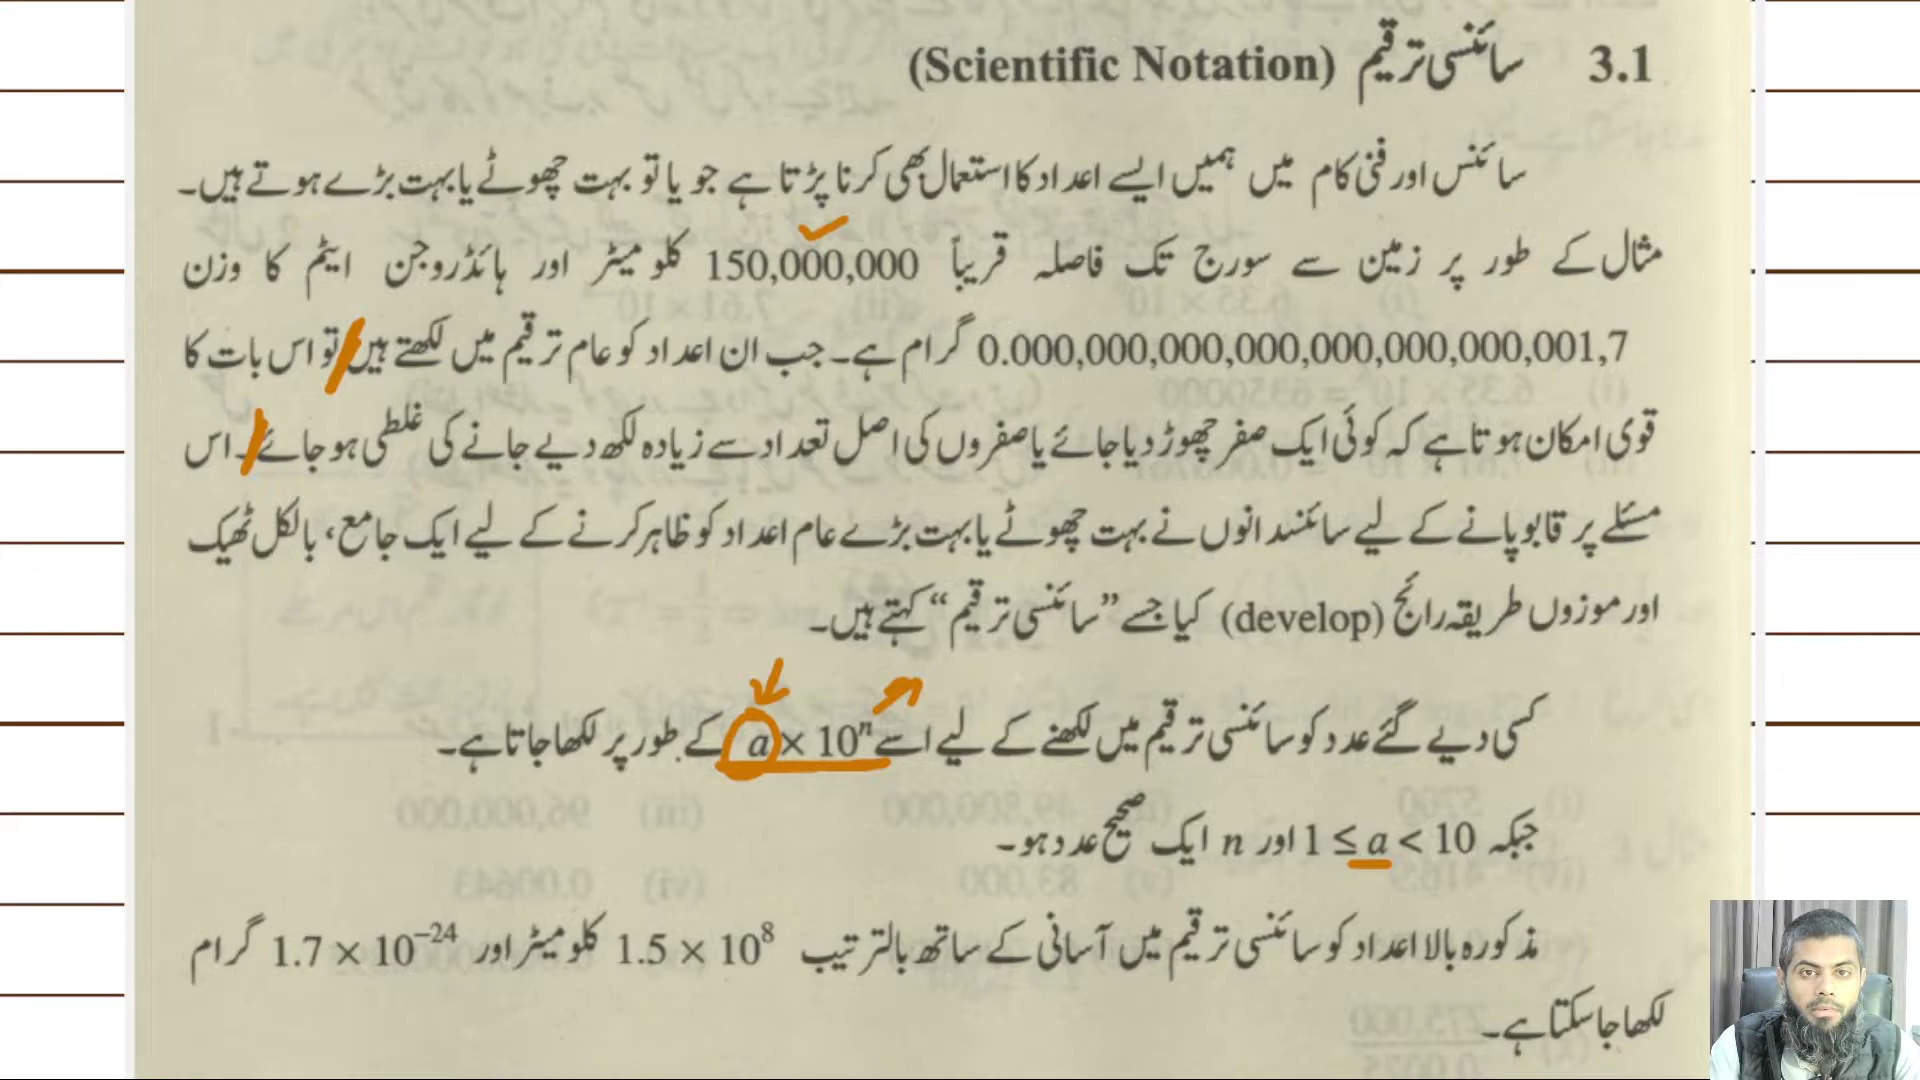 3.1 سائنسی ترقیم (Scientific Notation)
سائنس اور فنی کام میں ہمیں ایسے اعداد کا استعمال بھی کرنا پڑتا ہے جو یا تو بہت چھوٹے یا بہت بڑے ہوتے ہیں۔
مثال کے طور پر زمین سے سورج تک فاصلہ قریباً 150,000,000 کلو میٹر اور ہائڈروجن ایٹم کا وزن
0.000,000,000,000,000,000,000,001,7 گرام ہے۔ جب ان اعداد کو عام ترقیم میں لکھتے ہیں تو اس بات کا
قوی امکان ہوتا ہے کہ کوئی ایک صفر چھوڑ دیا جائے یا صفروں کی اصل تعداد سے زیادہ لکھ دیے جانے کی غلطی ہو جائے۔ اس
مسئلے پر قابو پانے کے لیے سائنسدانوں نے بہت چھوٹے یا بہت بڑے عام اعداد کو ظاہر کرنے کے لیے ایک جامع، بالکل ٹھیک
اور موزوں طریقہ رائج (develop) کیا جسے ”سائنسی ترقیم“ کہتے ہیں۔
کسی دیے گئے عدد کو سائنسی ترقیم میں لکھنے کے لیے اسے a × 10ⁿ کے طور پر لکھا جاتا ہے۔
جبکہ 1 ≤ a < 10 اور n ایک صحیح عدد ہو۔
مذکورہ بالا اعداد کو سائنسی ترقیم میں آسانی کے ساتھ بالترتیب 1.5 × 10⁸ کلو میٹر اور 1.7 × 10⁻²⁴ گرام
لکھا جا سکتا ہے۔